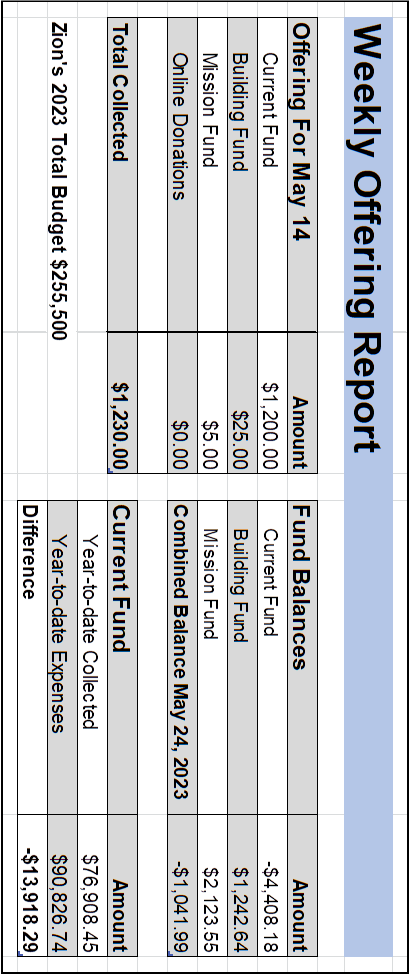 Weekly Offering Report
Offering For May 14 Amount
Current Fund $1,200.00
Building Fund $25.00
Mission Fund $5.00
Online Donations $0.00
Total Collected $1,230.00
Zion's 2023 Total Budget $255,500
Fund Balances Amount
Current Fund -$4,408.18
Building Fund $1,242.64
Mission Fund $2,123.55
Combined Balance May 24, 2023 -$1,041.99
Current Fund Amount
Year-to-date Collected $76,908.45
Year-to-date Expenses $90,826.74
Difference -$13,918.29